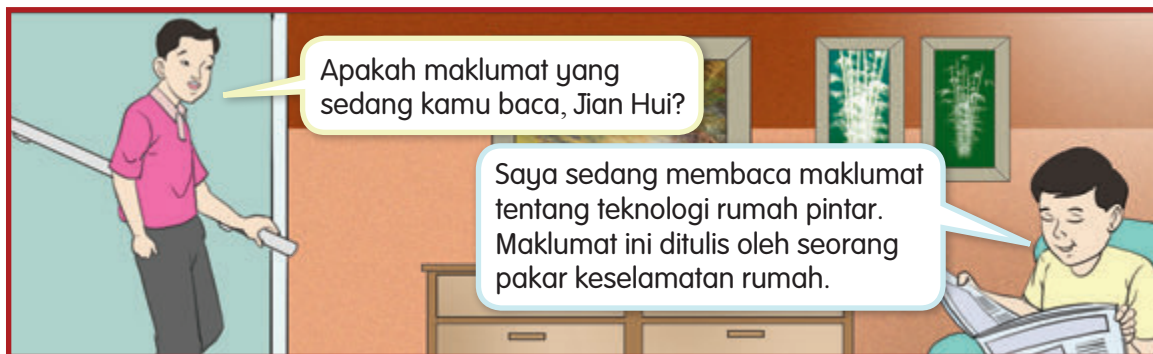 Apakah maklumat yang
sedang kamu baca, Jian Hui?
Saya sedang membaca maklumat
tentang teknologi rumah pintar.
Maklumat ini ditulis oleh seorang
pakar keselamatan rumah.